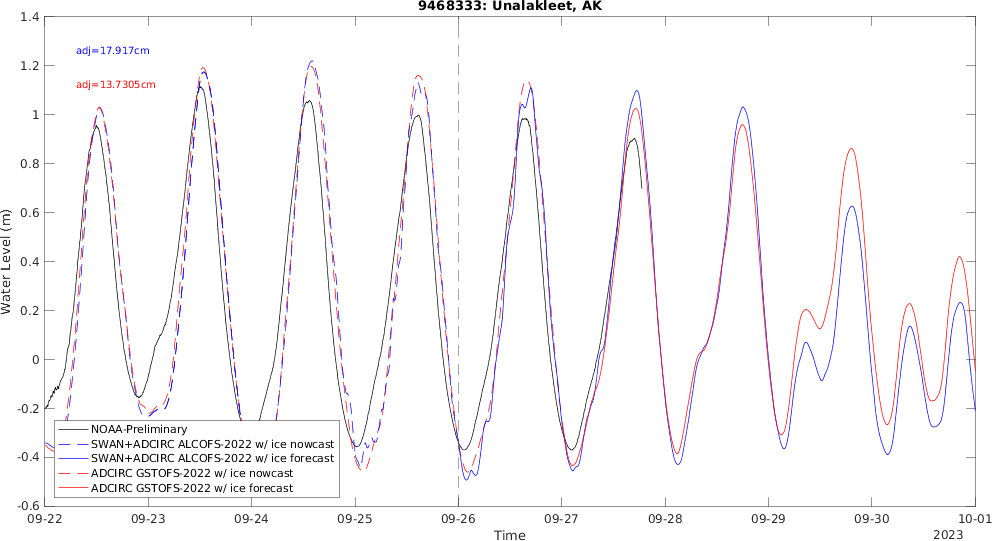 9468333: Unalakleet, AK
1.4
1.2
1
0.8
0.6
0.4
0.2
0
-0.2
-0.4
-0.6
Water Level (m)
adj=17.917cm
adj=13.7305cm
NOAA-Preliminary
SWAN+ADCIRC ALCOFS-2022 w/ ice nowcast
SWAN+ADCIRC ALCOFS-2022 w/ ice forecast
ADCIRC GSTOFS-2022 w/ ice nowcast
ADCIRC GSTOFS-2022 w/ ice forecast
09-22 09-23 09-24 09-25 09-26 09-27 09-28 09-29 09-30 10-01
Time
2023